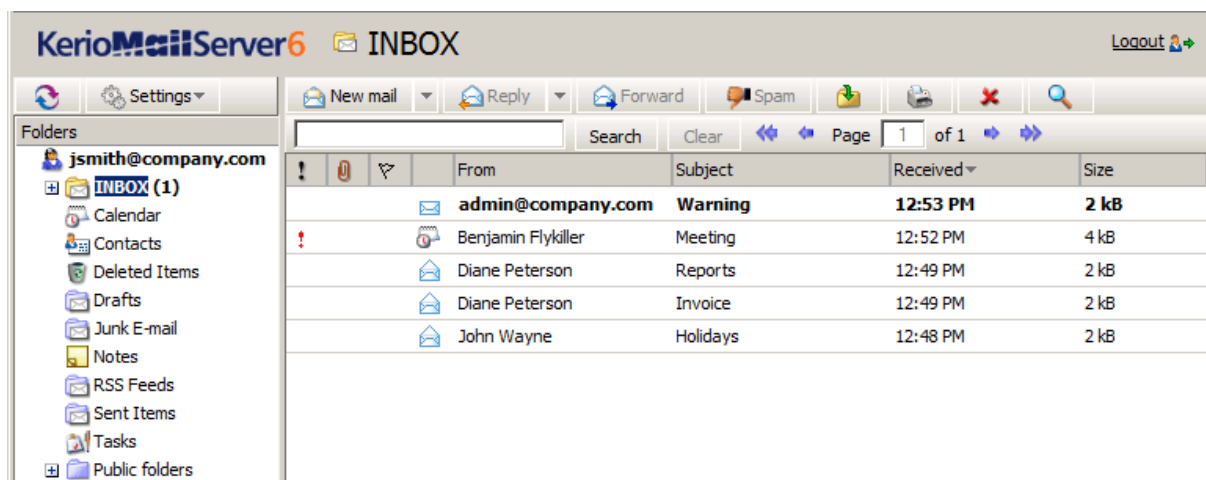 KerioMailServer6 INBOX Logout
Settings New mail Reply Forward Spam
Folders Search Clear Page 1 of 1
jsmith@company.com
! From Subject Received Size
INBOX (1)
admin@company.com Warning 12:53 PM 2 kB
Calendar
! Benjamin Flykiller Meeting 12:52 PM 4 kB
Contacts
Diane Peterson Reports 12:49 PM 2 kB
Deleted Items
Diane Peterson Invoice 12:49 PM 2 kB
Drafts
Junk E-mail
John Wayne Holidays 12:48 PM 2 kB
Notes
RSS Feeds
Sent Items
Tasks
Public folders